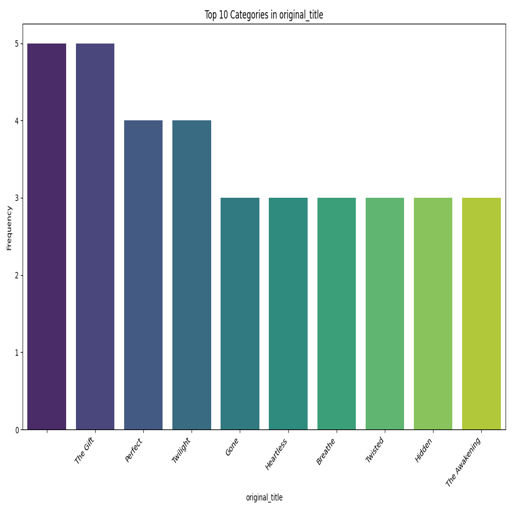 Top 10 Categories in original_title
Frequency
5
4
3
2
1
0
The Gift
Perfect
Twilight
Gone
Heartless
Breathe
Twisted
Hidden
The Awakening
original_title